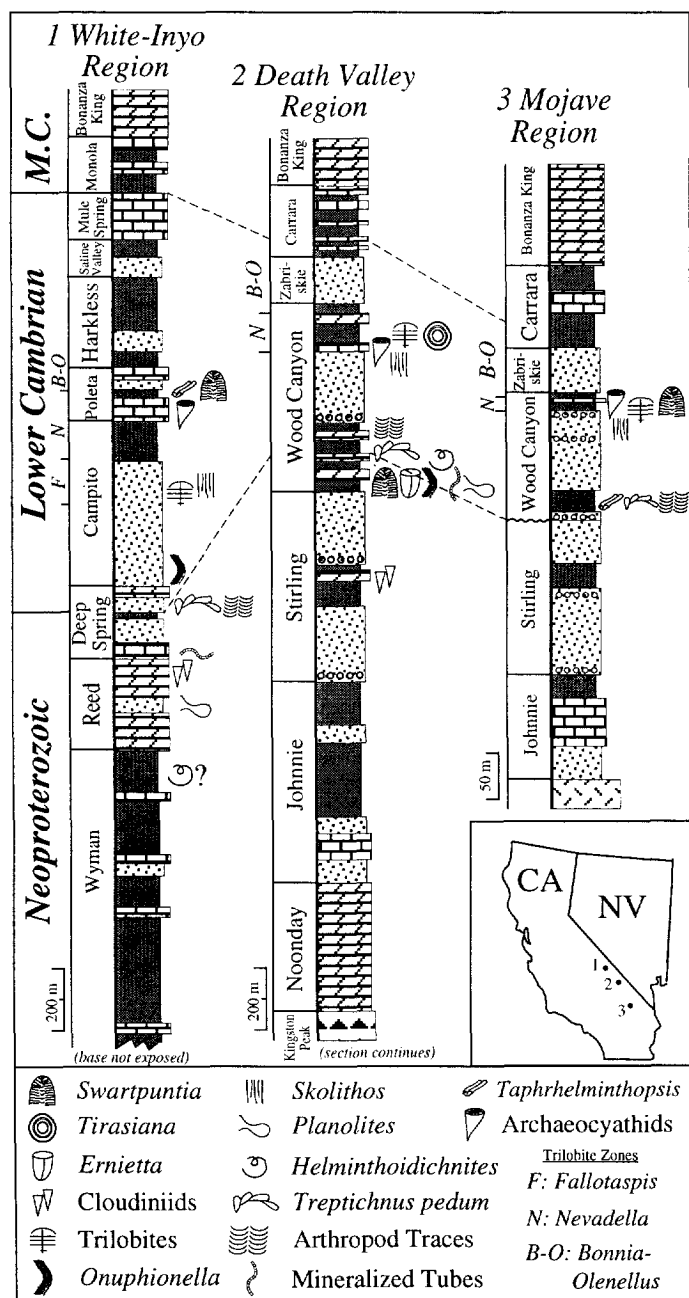 1 White-Inyo
Region
2 Death Valley
Region
3 Mojave
Region
M.C.
Lower Cambrian
Neoproterozoic
Bonanza
King
Monola
Mule
Spring
Saline
Valley
Harkless
Poleta
Campito
Deep
Spring
Reed
Wyman
B-O
N
F
?
200 m
(base not exposed)
Bonanza
King
Carrara
Zabri-
skie
Wood Canyon
Stirling
Johnnie
Noonday
Kingston
Peak
B-O
N
200 m
(section continues)
Bonanza King
Carrara
Zabri-
skie
Wood Canyon
Stirling
Johnnie
B-O
N
50 m
CA
NV
1
2
3
Swartpuntia
Tirasiana
Ernietta
Cloudiniids
Trilobites
Onuphionella
Skolithos
Planolites
Helminthoidichnites
Treptichnus pedum
Arthropod Traces
Mineralized Tubes
Taphrhelminthopsis
Archaeocyathids
Trilobite Zones
F: Fallotaspis
N: Nevadella
B-O: Bonnia-
Olenellus